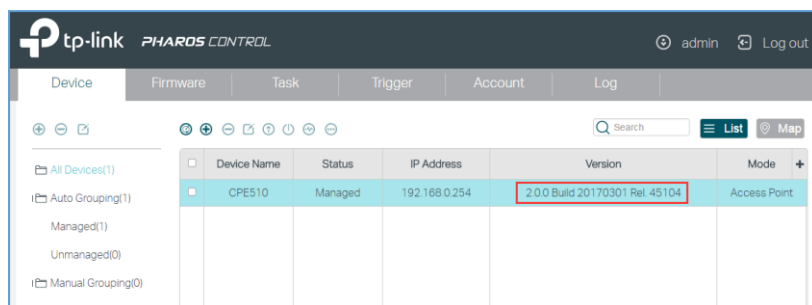 tp-link PHAROS CONTROL admin Log out
Device Firmware Task Trigger Account Log
Search List Map
All Devices(1)
Auto Grouping(1)
Managed(1)
Unmanaged(0)
Manual Grouping(0)
Device Name Status IP Address Version Mode +
CPE510 Managed 192.168.0.254 2.0.0 Build 20170301 Rel. 45104 Access Point